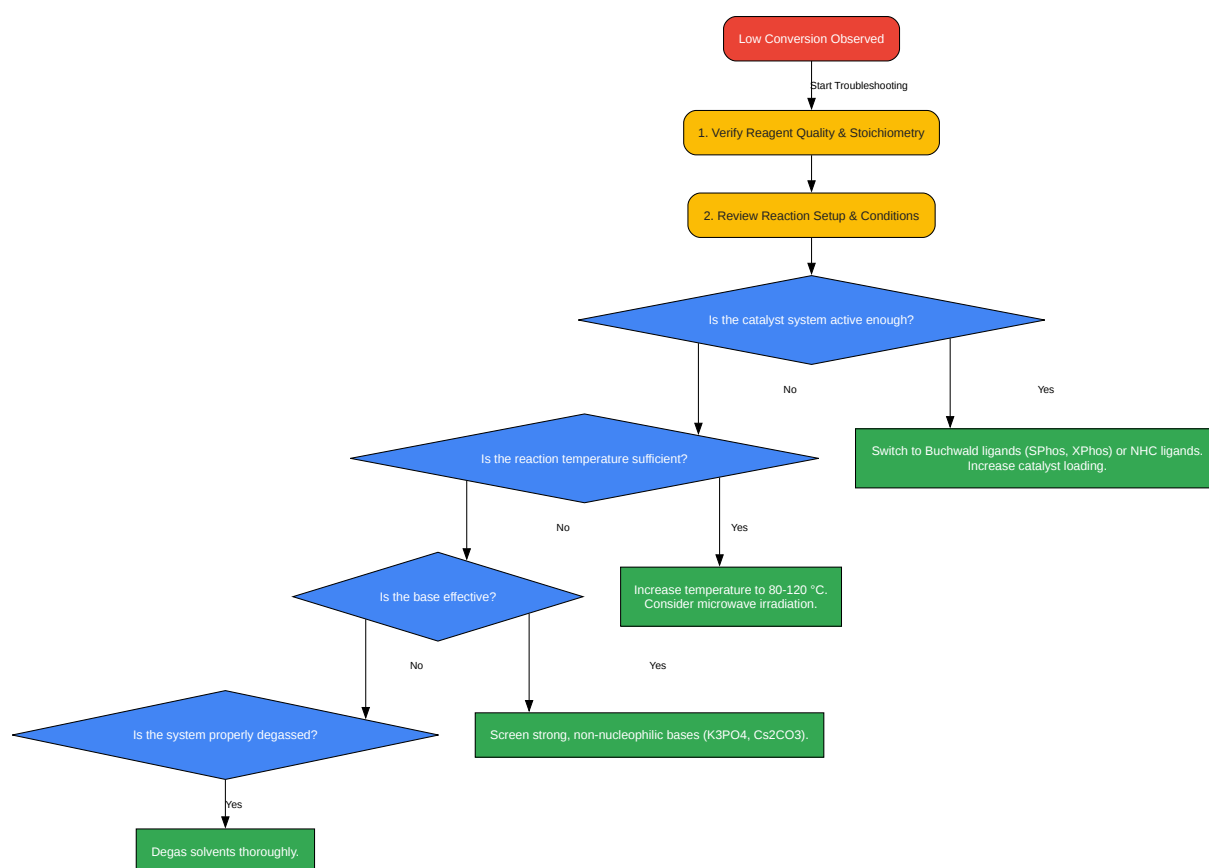 Low Conversion Observed
Start Troubleshooting
1. Verify Reagent Quality & Stoichiometry
2. Review Reaction Setup & Conditions
Is the catalyst system active enough?
No
Yes
Is the reaction temperature sufficient?
Switch to Buchwald ligands (SPhos, XPhos) or NHC ligands.
Increase catalyst loading.
No
Yes
Is the base effective?
Increase temperature to 80-120 °C.
Consider microwave irradiation.
No
Yes
Is the system properly degassed?
Screen strong, non-nucleophilic bases (K3PO4, Cs2CO3).
Yes
Degas solvents thoroughly.